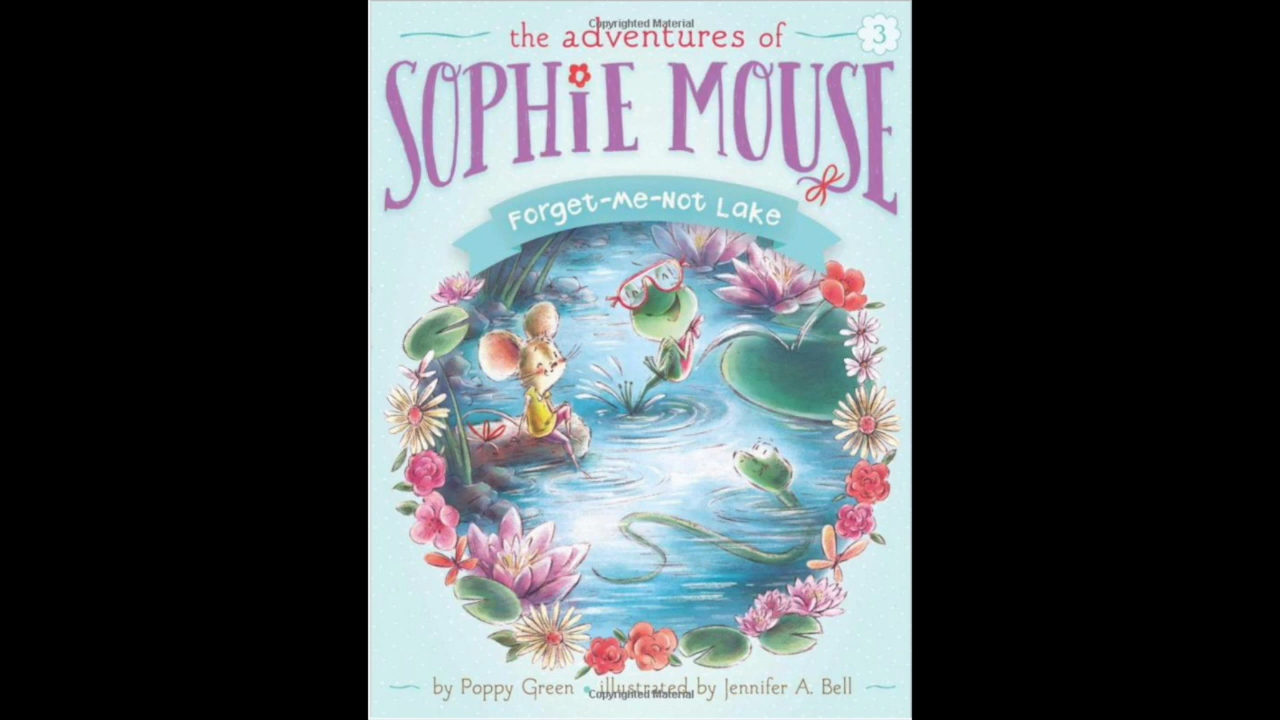 Copyrighted Material
the adventures of
3
SOPHiE MOUSE
Forget-Me-Not Lake
by Poppy Green • illustrated by Jennifer A. Bell
Copyrighted Material